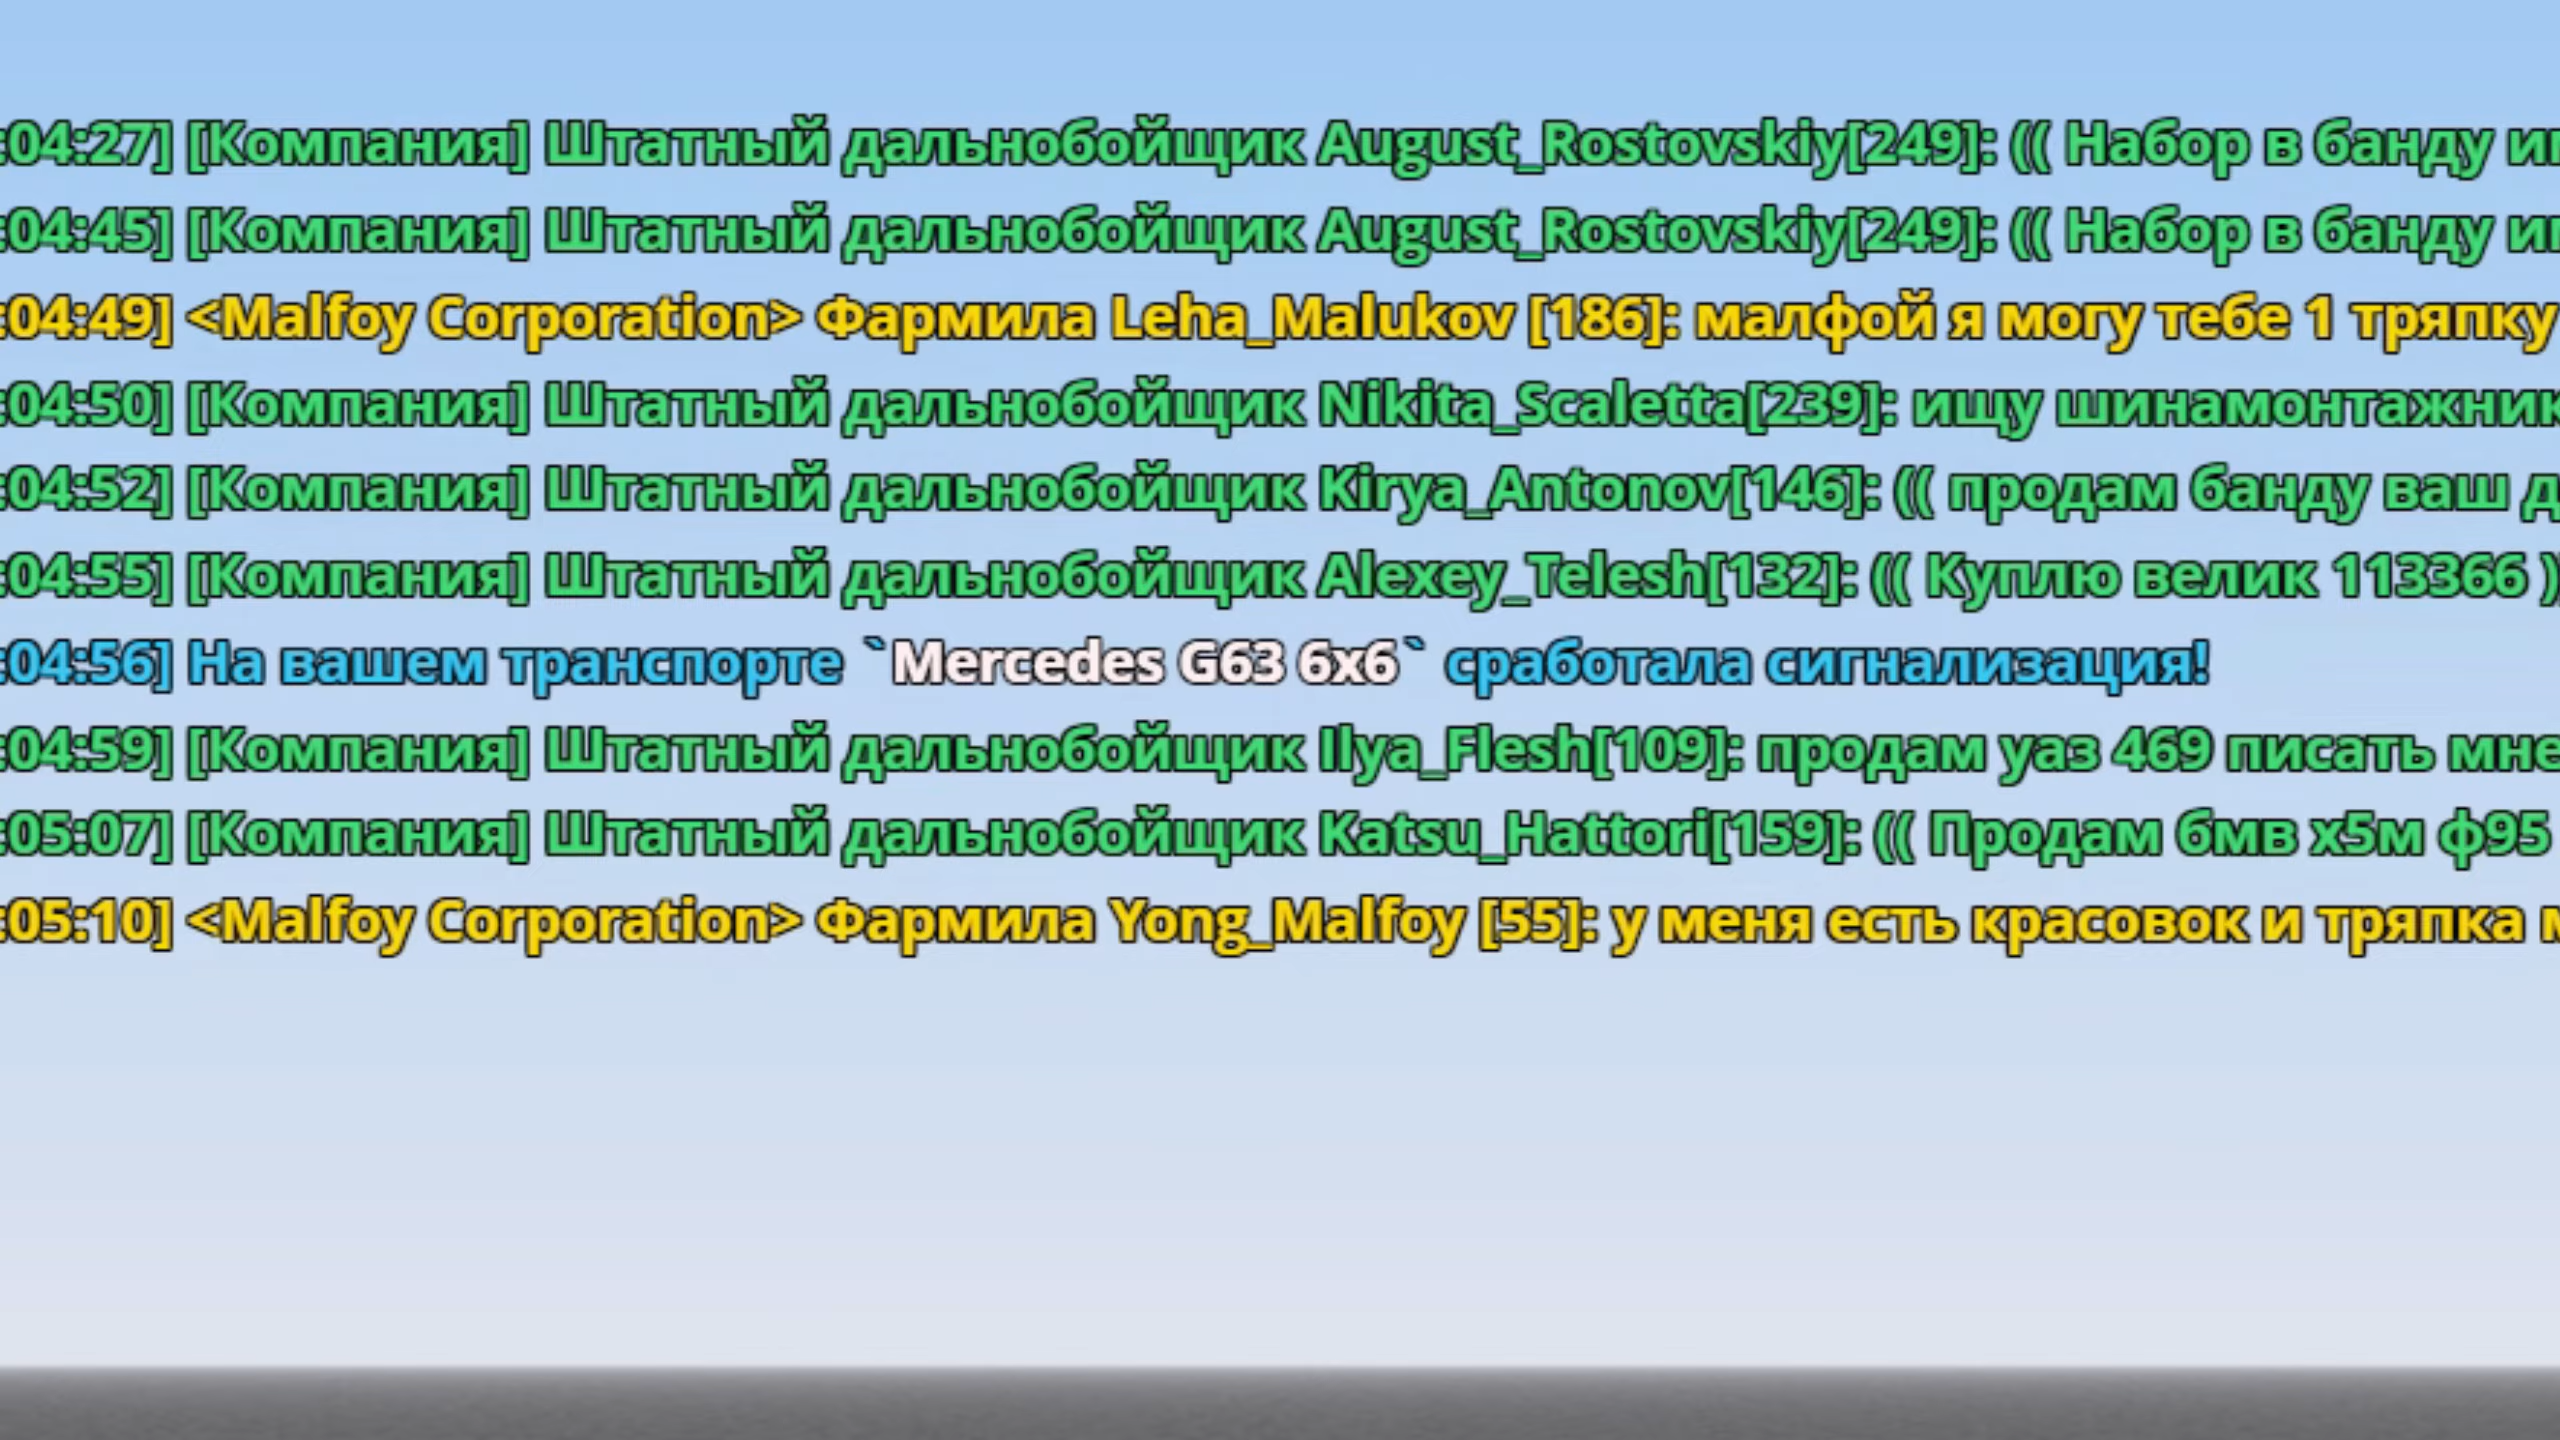 :04:27] [Компания] Штатный дальнобойщик August_Rostovskiy[249]: (( Набор в банду
:04:45] [Компания] Штатный дальнобойщик August_Rostovskiy[249]: (( Набор в банду
:04:49] <Malfoy Corporation> Фармила Leha_Malukov [186]: малфой я могу тебе 1 тряпку
:04:50] [Компания] Штатный дальнобойщик Nikita_Scaletta[239]: ищу шинамонтажник
:04:52] [Компания] Штатный дальнобойщик Kirya_Antonov[146]: (( продам банду ваш д
:04:55] [Компания] Штатный дальнобойщик Alexey_Telesh[132]: (( Куплю велик 113366 ))
:04:56] На вашем транспорте `Mercedes G63 6x6` сработала сигнализация!
:04:59] [Компания] Штатный дальнобойщик Ilya_Flesh[109]: продам уаз 469 писать мне
:05:07] [Компания] Штатный дальнобойщик Katsu_Hattori[159]: (( Продам бмв х5м ф95
:05:10] <Malfoy Corporation> Фармила Yong_Malfoy [55]: у меня есть красовок и тряпка